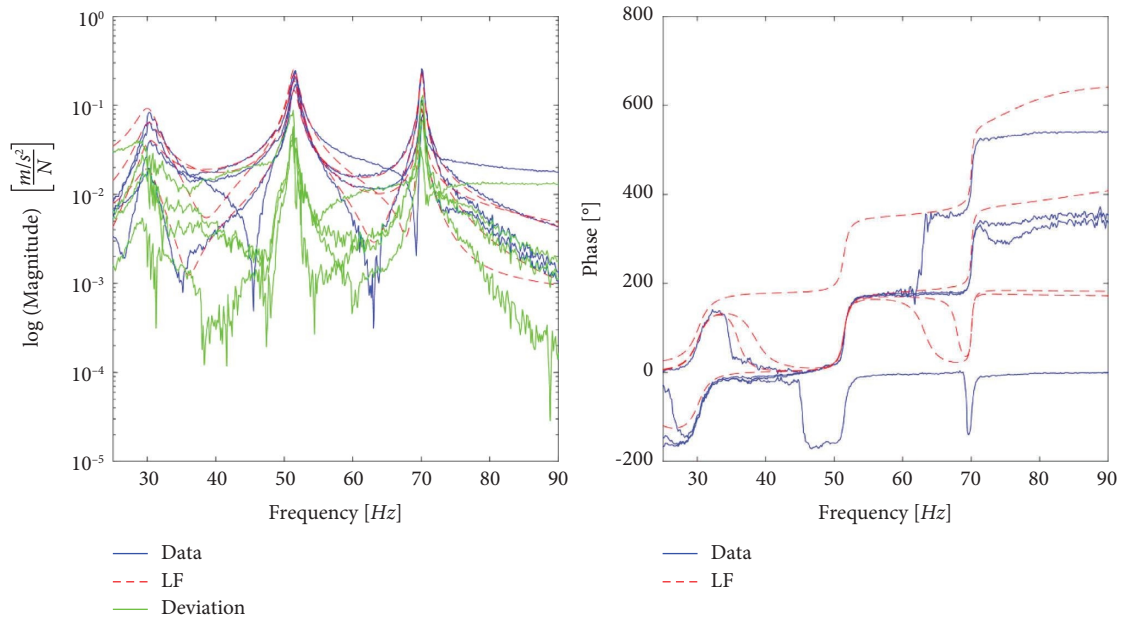 10⁰
10⁻¹
10⁻²
10⁻³
10⁻⁴
10⁻⁵
log (Magnitude) [m/s²/N]
30 40 50 60 70 80 90
Frequency [Hz]
Data
LF
Deviation
800
600
400
200
0
-200
Phase [°]
30 40 50 60 70 80 90
Frequency [Hz]
Data
LF